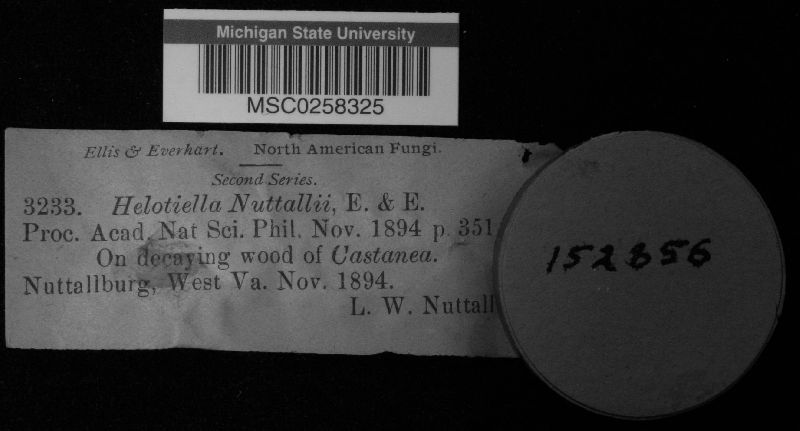 Michigan State University
MSC0258325
Ellis & Everhart. North American Fungi.
Second Series.
3233. Helotiella Nuttallii, E. & E.
Proc. Acad. Nat Sci. Phil. Nov. 1894 p. 351
On decaying wood of Castanea.
Nuttallburg, West Va. Nov. 1894.
L. W. Nuttall
152356